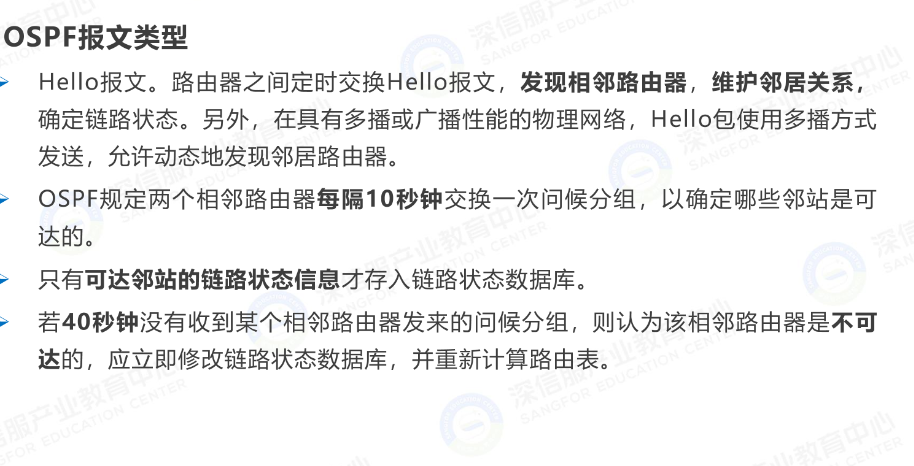 OSPF报文类型
Hello报文。路由器之间定时交换Hello报文，发现相邻路由器，维护邻居关系，
确定链路状态。另外，在具有多播或广播性能的物理网络，Hello包使用多播方式
发送，允许动态地发现邻居路由器。
OSPF规定两个相邻路由器每隔10秒钟交换一次问候分组，以确定哪些邻站是可
达的。
只有可达邻站的链路状态信息才存入链路状态数据库。
若40秒钟没有收到某个相邻路由器发来的问候分组，则认为该相邻路由器是不可
达的，应立即修改链路状态数据库，并重新计算路由表。
深信服产业教育中心
SANGFOR EDUCATION CENTER